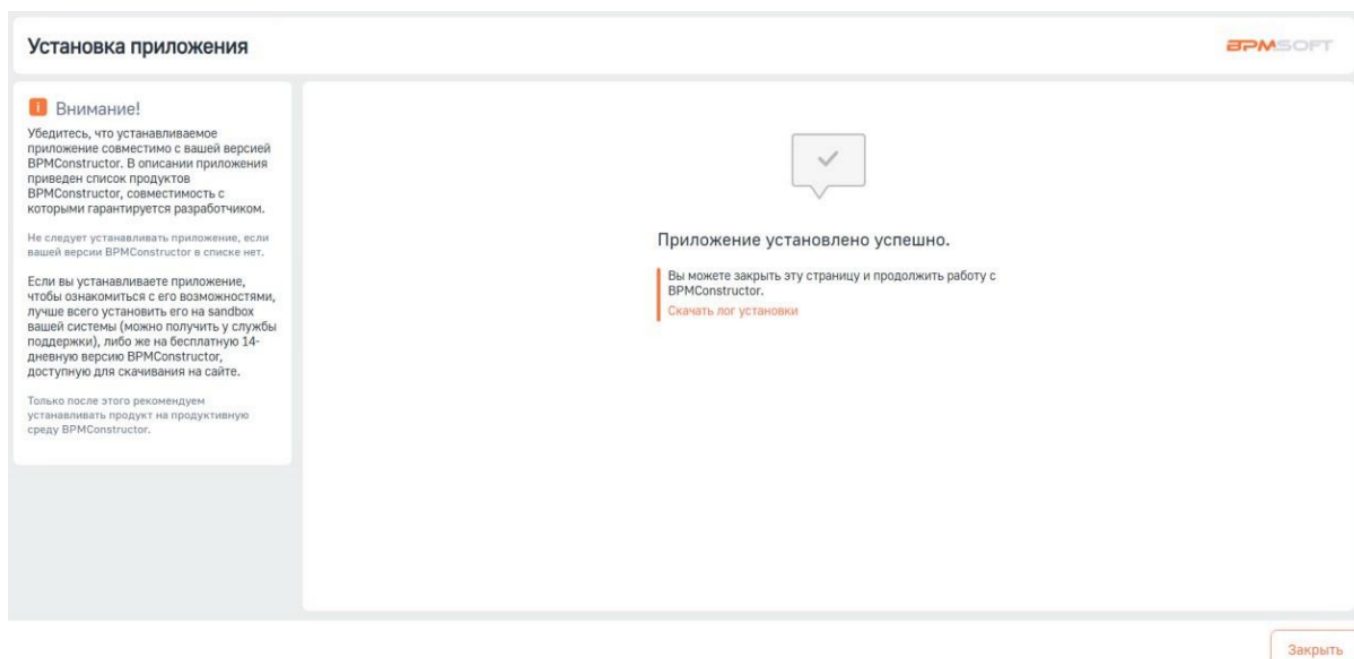 Установка приложения
BPMSOFT
Внимание!
Убедитесь, что устанавливаемое
приложение совместимо с вашей версией
BPMConstructor. В описании приложения
приведен список продуктов
BPMConstructor, совместимость с
которыми гарантируется разработчиком.
Не следует устанавливать приложение, если
вашей версии BPMConstructor в списке нет.
Если вы устанавливаете приложение,
чтобы ознакомиться с его возможностями,
лучше всего установить его на sandbox
вашей системы (можно получить у службы
поддержки), либо же на бесплатную 14-
дневную версию BPMConstructor,
доступную для скачивания на сайте.
Только после этого рекомендуем
устанавливать продукт на продуктивную
среду BPMConstructor.
Приложение установлено успешно.
Вы можете закрыть эту страницу и продолжить работу с
BPMConstructor.
Скачать лог установки
Закрыть